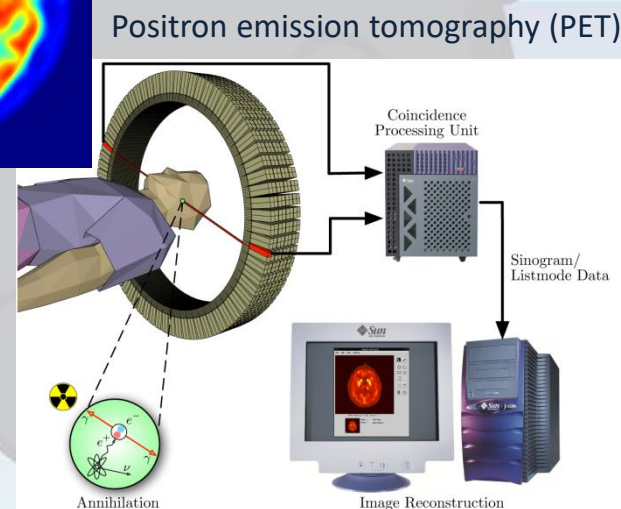 Positron emission tomography (PET)
Coincidence
Processing Unit
Sinogram/
Listmode Data
Sun
Sun
γ
e⁻
e⁺
γ
ν
Annihilation
Image Reconstruction